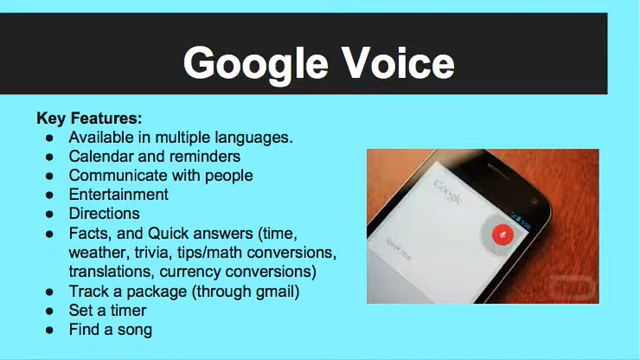 Google Voice
Key Features:
● Available in multiple languages.
● Calendar and reminders
● Communicate with people
● Entertainment
● Directions
● Facts, and Quick answers (time,
weather, trivia, tips/math conversions,
translations, currency conversions)
● Track a package (through gmail)
● Set a timer
● Find a song
Google